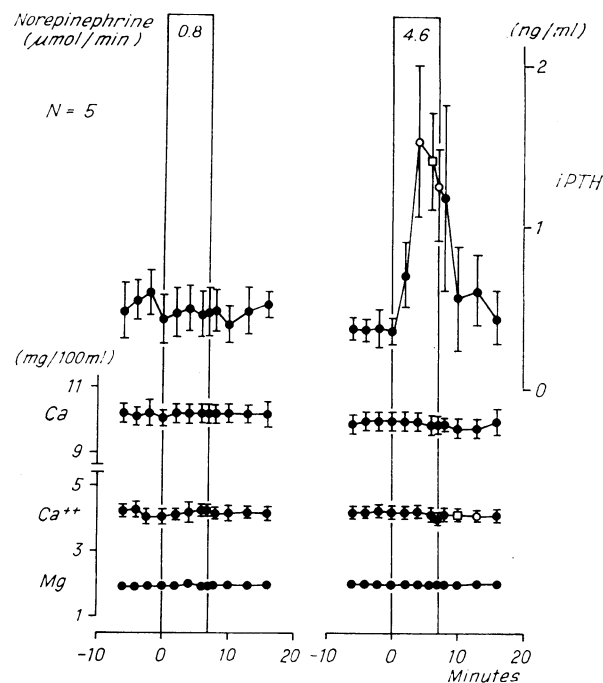 Norepinephrine
(μmol/min)
0.8
4.6
(ng/ml)
2
N = 5
iPTH
1
(mg/100ml)
0
11
Ca
9
5
Ca++
3
Mg
1
-10 0 10 20
-10 0 10 20
Minutes